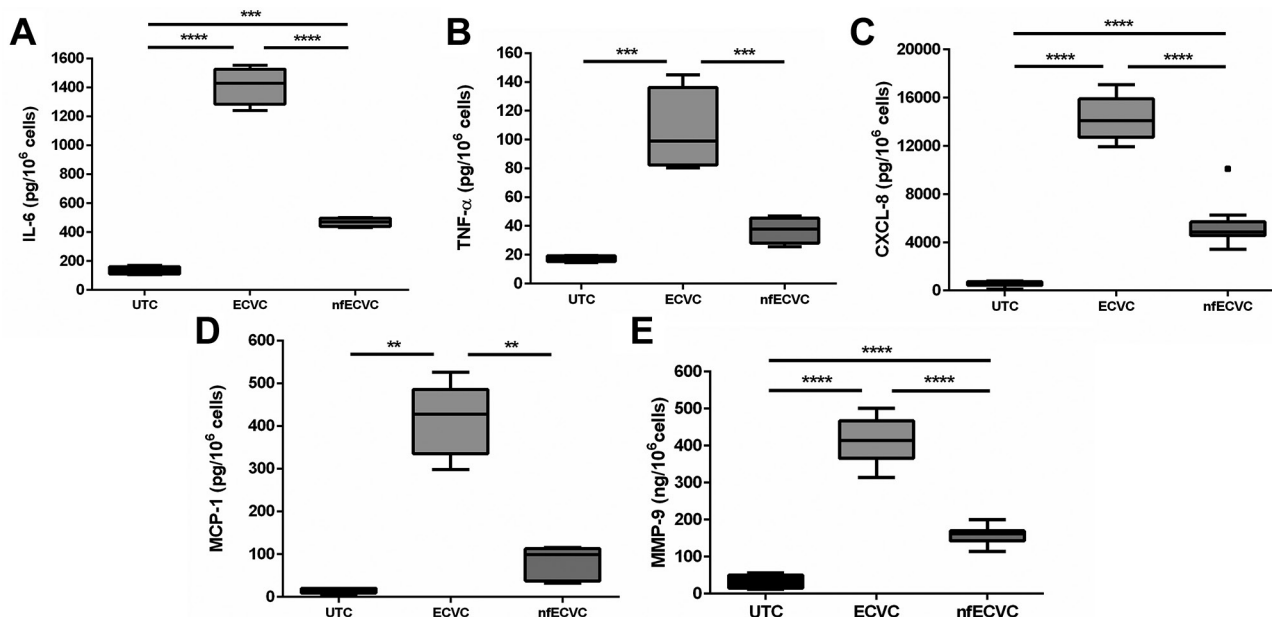 A
***
****
****
1600
1400
1200
1000
800
600
400
200
0
IL-6 (pg/10⁶ cells)
UTC
ECVC
nfECVC
B
***
***
160
140
120
100
80
60
40
20
0
TNF-α (pg/10⁶ cells)
UTC
ECVC
nfECVC
C
****
****
****
20000
16000
12000
8000
4000
0
CXCL-8 (pg/10⁶ cells)
UTC
ECVC
nfECVC
D
**
**
600
500
400
300
200
100
0
MCP-1 (pg/10⁶ cells)
UTC
ECVC
nfECVC
E
****
****
****
600
500
400
300
200
100
0
MMP-9 (ng/10⁶cells)
UTC
ECVC
nfECVC